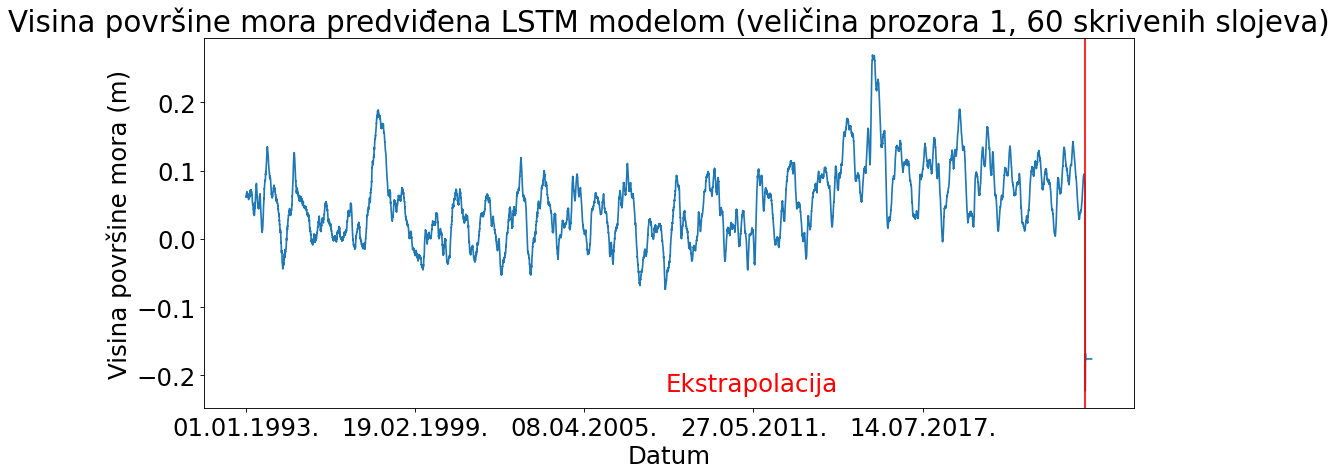 Visina površine mora predviđena LSTM modelom (veličina prozora 1, 60 skrivenih slojeva)
Visina površine mora (m)
0.2
0.1
0.0
−0.1
−0.2
Ekstrapolacija
01.01.1993. 19.02.1999. 08.04.2005. 27.05.2011. 14.07.2017.
Datum